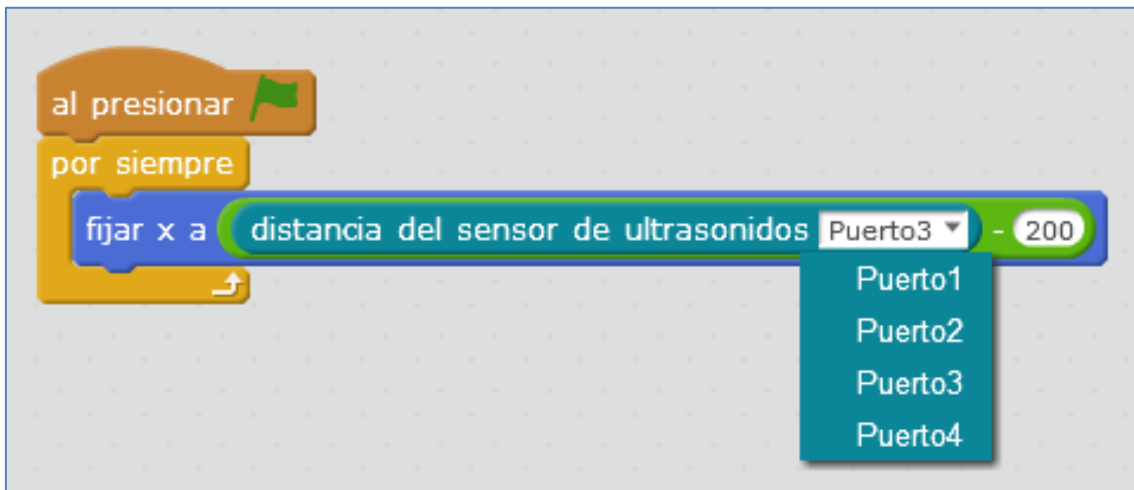 al presionar
por siempre
fijar x a distancia del sensor de ultrasonidos Puerto3 - 200
Puerto1
Puerto2
Puerto3
Puerto4